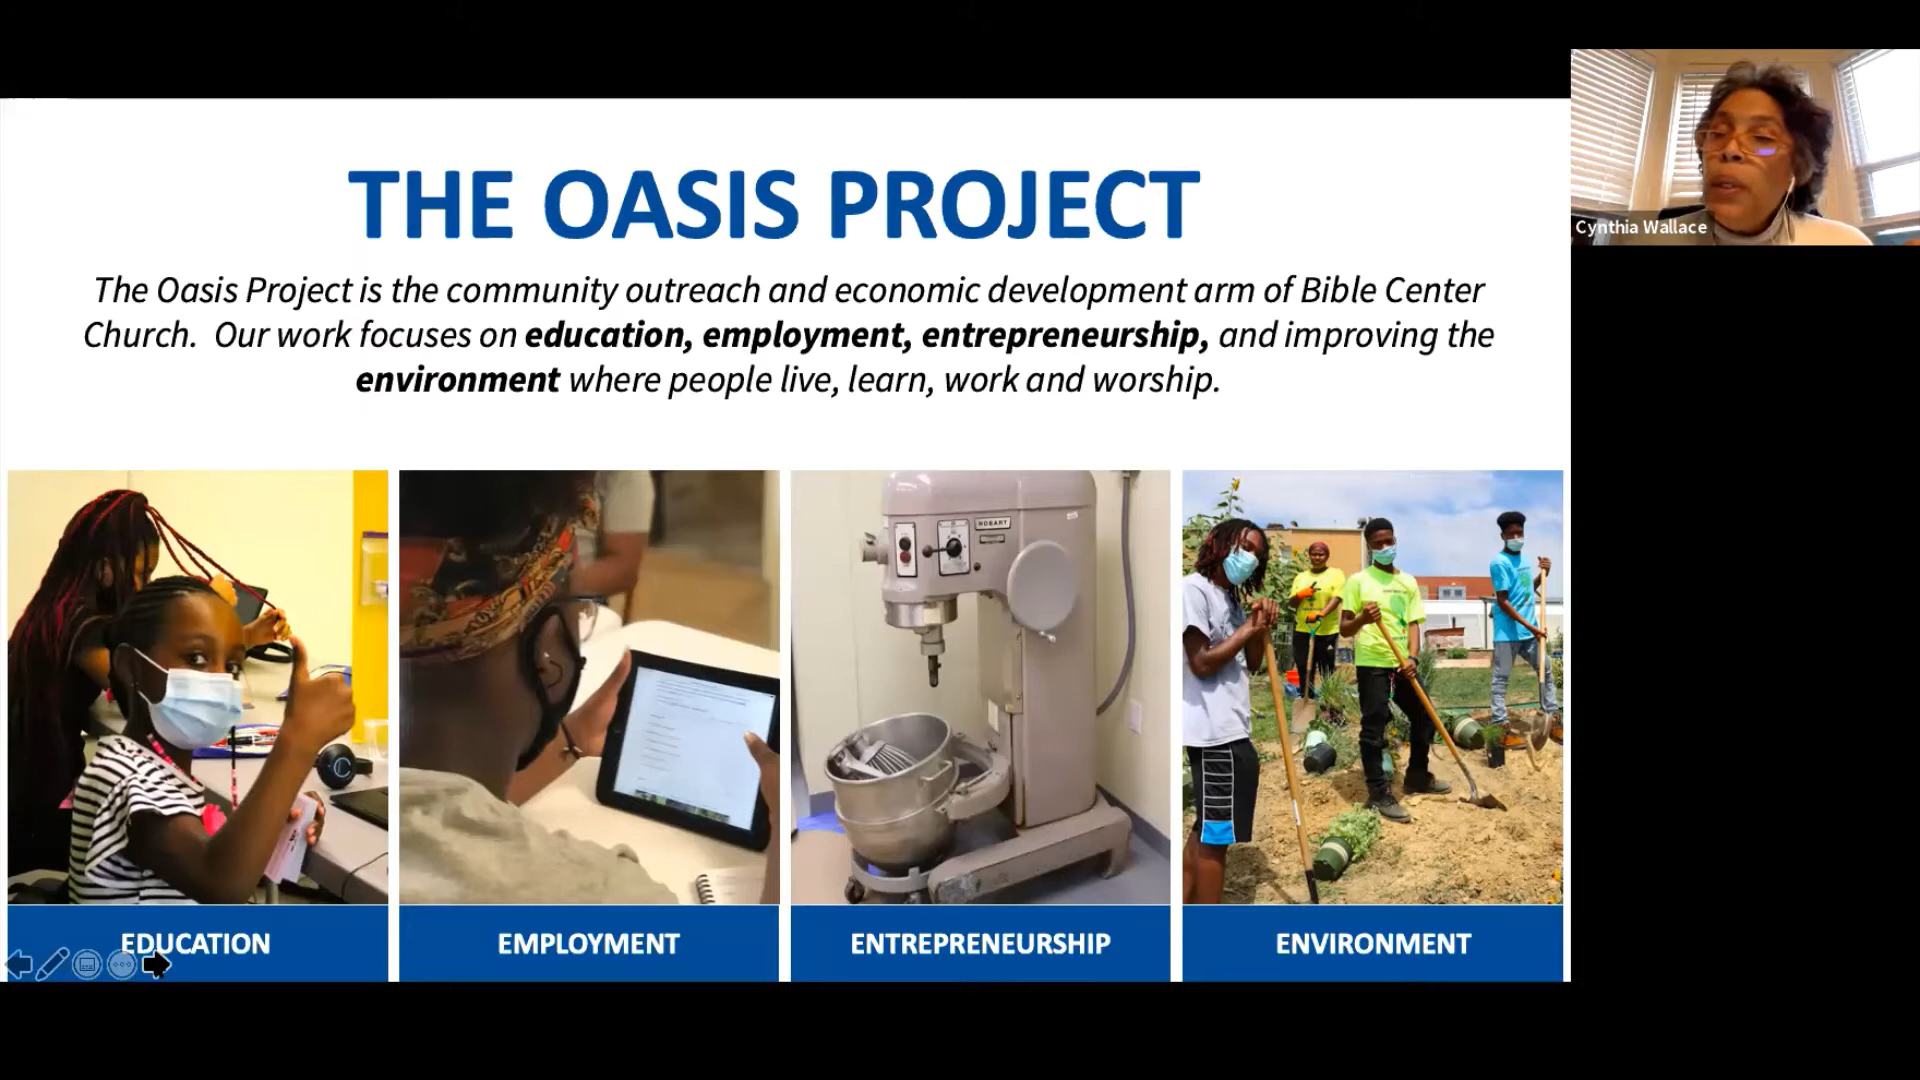 THE OASIS PROJECT
The Oasis Project is the community outreach and economic development arm of Bible Center
Church. Our work focuses on education, employment, entrepreneurship, and improving the
environment where people live, learn, work and worship.
Cynthia Wallace
HOBART
EDUCATION
EMPLOYMENT
ENTREPRENEURSHIP
ENVIRONMENT